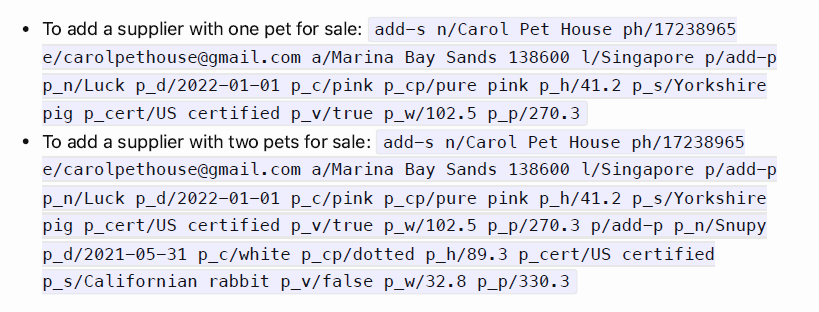 • To add a supplier with one pet for sale: add-s n/Carol Pet House ph/17238965
e/carolpethouse@gmail.com a/Marina Bay Sands 138600 l/Singapore p/add-p
p_n/Luck p_d/2022-01-01 p_c/pink p_cp/pure pink p_h/41.2 p_s/Yorkshire
pig p_cert/US certified p_v/true p_w/102.5 p_p/270.3
• To add a supplier with two pets for sale: add-s n/Carol Pet House ph/17238965
e/carolpethouse@gmail.com a/Marina Bay Sands 138600 l/Singapore p/add-p
p_n/Luck p_d/2022-01-01 p_c/pink p_cp/pure pink p_h/41.2 p_s/Yorkshire
pig p_cert/US certified p_v/true p_w/102.5 p_p/270.3 p/add-p p_n/Snupy
p_d/2021-05-31 p_c/white p_cp/dotted p_h/89.3 p_cert/US certified
p_s/Californian rabbit p_v/false p_w/32.8 p_p/330.3